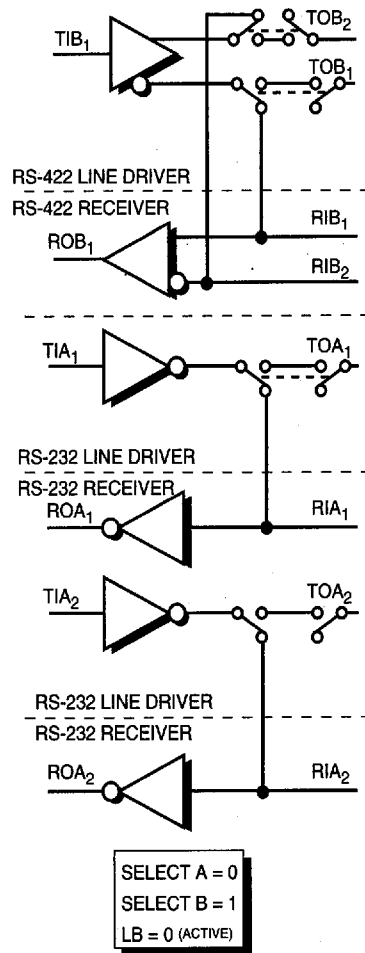 TOB2
TIB1
TOB1
RS-422 LINE DRIVER
RS-422 RECEIVER
RIB1
ROB1
RIB2
TIA1
TOA1
RS-232 LINE DRIVER
RS-232 RECEIVER
ROA1
RIA1
TIA2
TOA2
RS-232 LINE DRIVER
RS-232 RECEIVER
ROA2
RIA2
SELECT A = 0
SELECT B = 1
LB = 0 (ACTIVE)